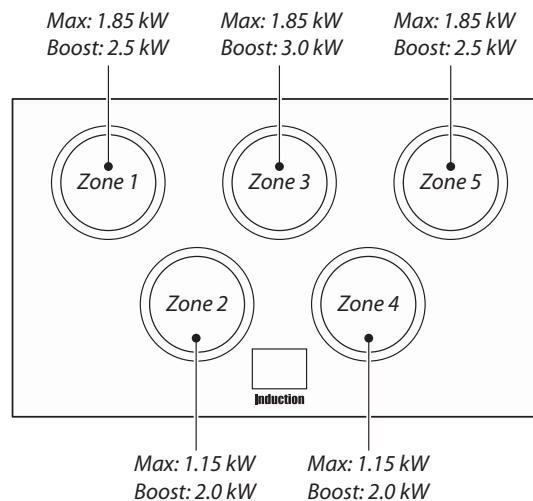 Max: 1.85 kW
Boost: 2.5 kW
Max: 1.85 kW
Boost: 3.0 kW
Max: 1.85 kW
Boost: 2.5 kW
Zone 1
Zone 3
Zone 5
Zone 2
Zone 4
Induction
Max: 1.15 kW
Boost: 2.0 kW
Max: 1.15 kW
Boost: 2.0 kW